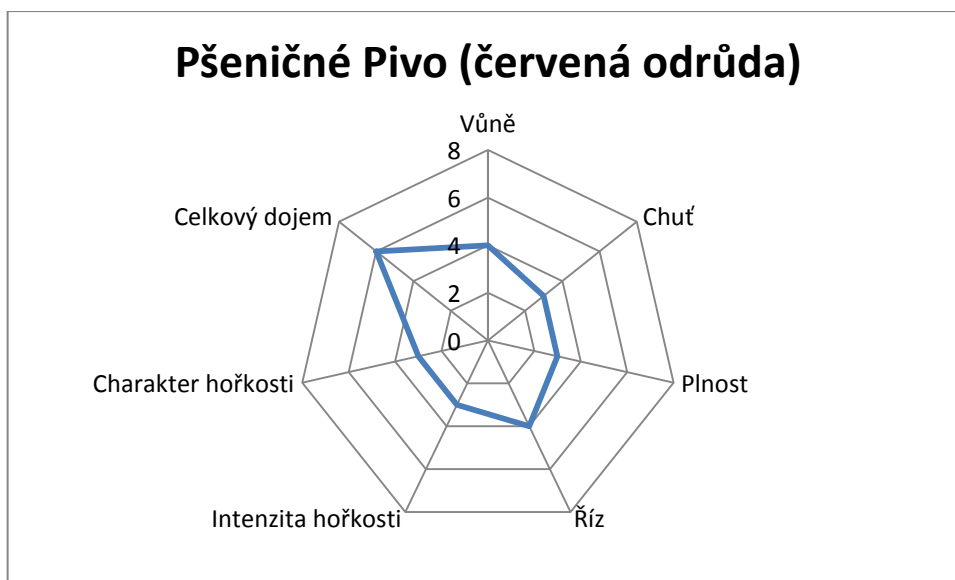 Pšeničné Pivo (červená odrůda)
Vůně
8
6
4
2
0
Chuť
Plnost
Říz
Intenzita hořkosti
Charakter hořkosti
Celkový dojem